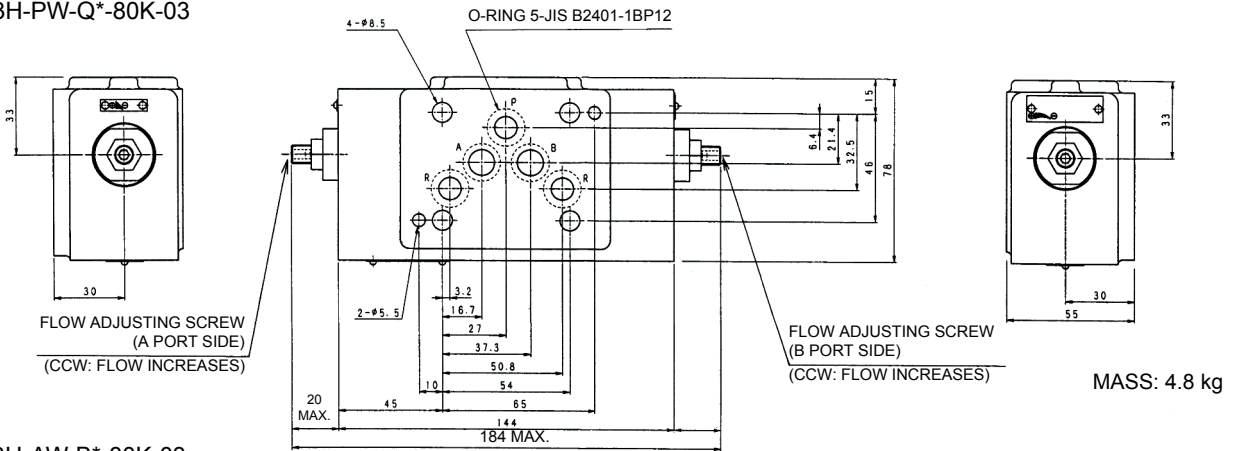 BH-PW-Q*-80K-03
4-ø8.5
O-RING 5-JIS B2401-1BP12
P
A
B
R
R
33
15
6.4
21.4
32.5
46
78
33
30
30
55
3.2
2-ø5.5
16.7
27
37.3
50.8
10
54
45
65
20
MAX.
144
184 MAX.
FLOW ADJUSTING SCREW
(A PORT SIDE)
(CCW: FLOW INCREASES)
FLOW ADJUSTING SCREW
(B PORT SIDE)
(CCW: FLOW INCREASES)
MASS: 4.8 kg